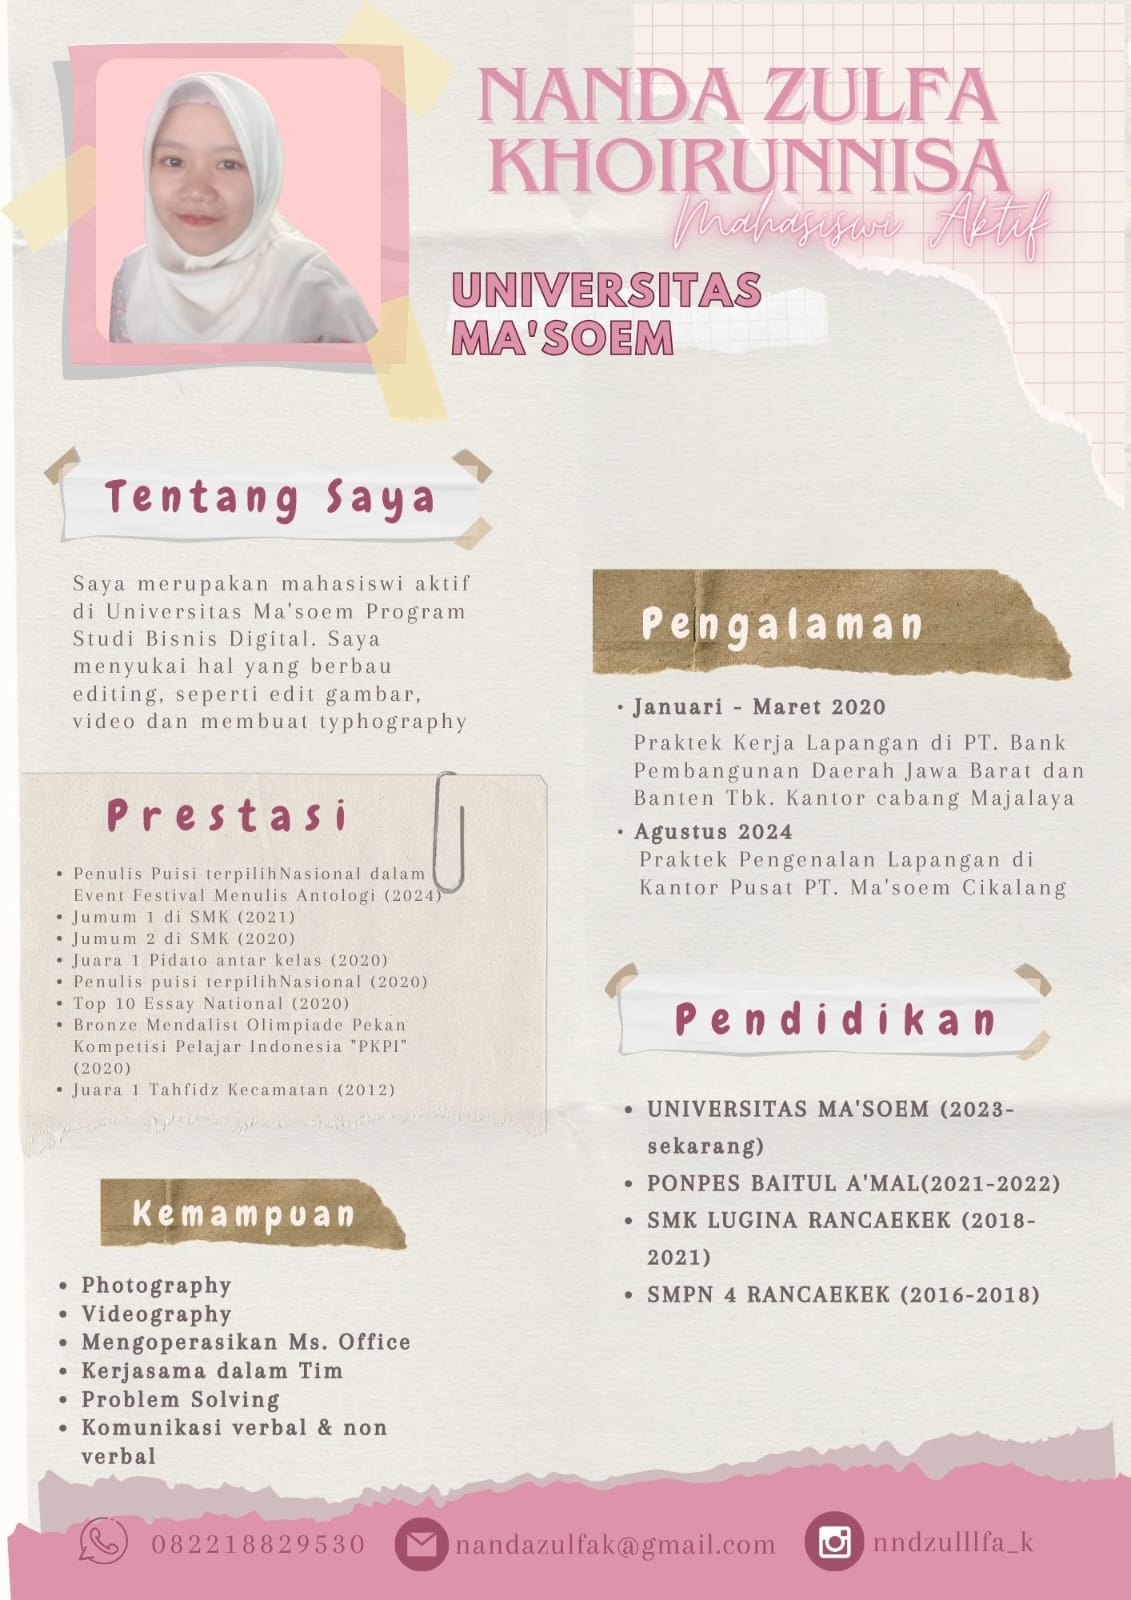 NANDA ZULFA
KHOIRUNNISA
Mahasiswi Aktif
UNIVERSITAS
MA'SOEM
Tentang Saya
Saya merupakan mahasiswi aktif
di Universitas Ma'soem Program
Studi Bisnis Digital. Saya
menyukai hal yang berbau
editing, seperti edit gambar,
video dan membuat typhography
Prestasi
• Penulis Puisi terpilihNasional dalam
Event Festival Menulis Antologi (2024)
• Jumum 1 di SMK (2021)
• Jumum 2 di SMK (2020)
• Juara 1 Pidato antar kelas (2020)
• Penulis puisi terpilihNasional (2020)
• Top 10 Essay National (2020)
• Bronze Mendalist Olimpiade Pekan
Kompetisi Pelajar Indonesia "PKPI"
(2020)
• Juara 1 Tahfidz Kecamatan (2012)
Kemampuan
• Photography
• Videography
• Mengoperasikan Ms. Office
• Kerjasama dalam Tim
• Problem Solving
• Komunikasi verbal & non
verbal
Pengalaman
• Januari - Maret 2020
Praktek Kerja Lapangan di PT. Bank
Pembangunan Daerah Jawa Barat dan
Banten Tbk. Kantor cabang Majalaya
• Agustus 2024
Praktek Pengenalan Lapangan di
Kantor Pusat PT. Ma'soem Cikalang
Pendidikan
• UNIVERSITAS MA'SOEM (2023-
sekarang)
• PONPES BAITUL A'MAL(2021-2022)
• SMK LUGINA RANCAEKEK (2018-
2021)
• SMPN 4 RANCAEKEK (2016-2018)
082218829530
nandazulfak@gmail.com
nndzulllfa_k